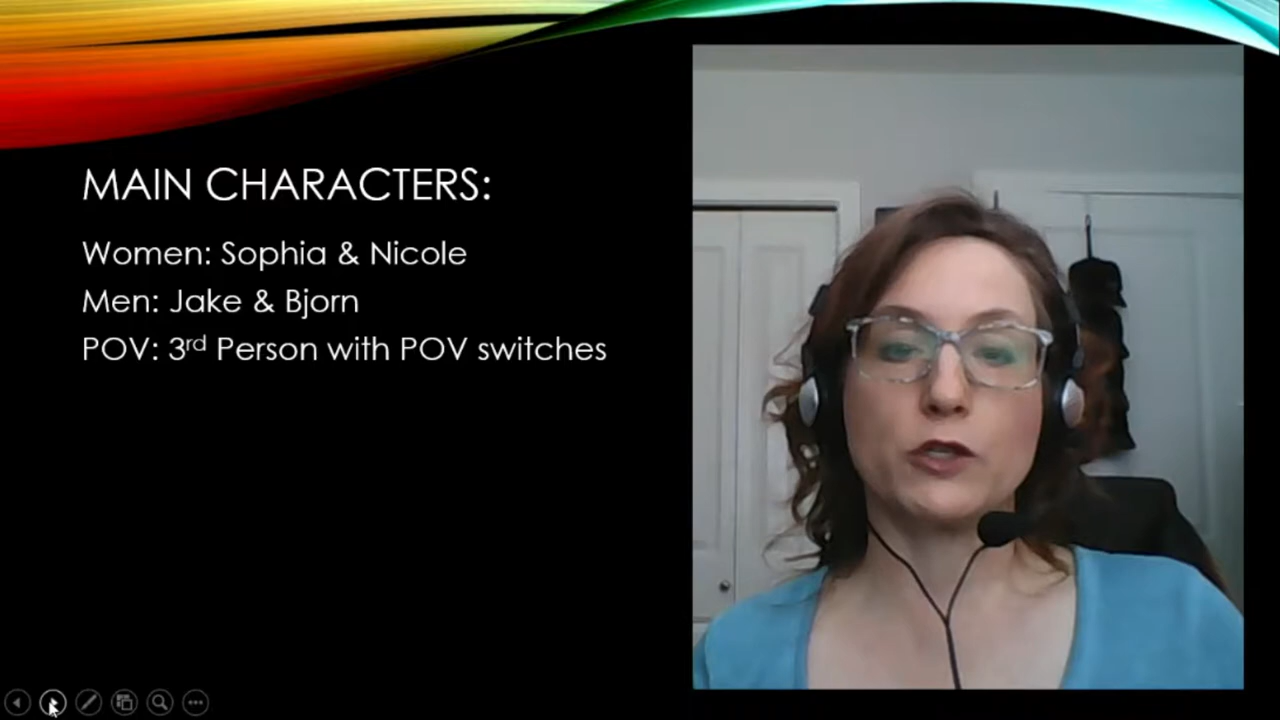 MAIN CHARACTERS:
Women: Sophia & Nicole
Men: Jake & Bjorn
POV: 3rd Person with POV switches